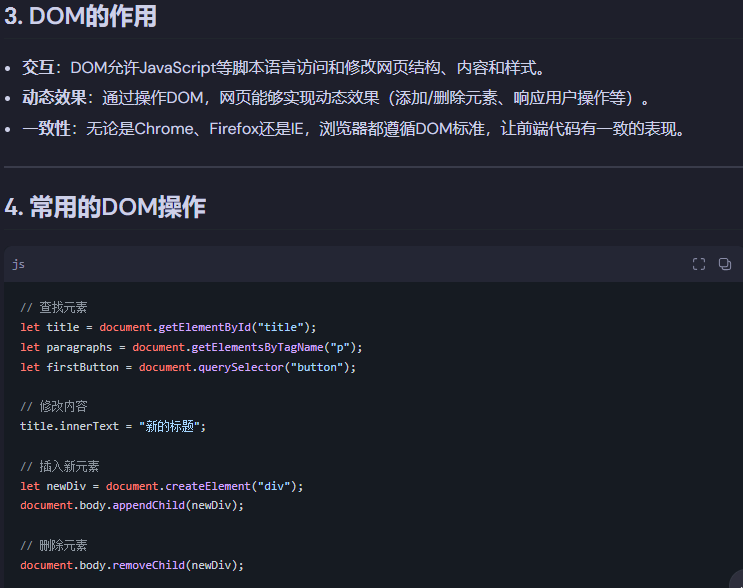 3. DOM的作用
• 交互：DOM允许JavaScript等脚本语言访问和修改网页结构、内容和样式。
• 动态效果：通过操作DOM，网页能够实现动态效果（添加/删除元素、响应用户操作等）。
• 一致性：无论是Chrome、Firefox还是IE，浏览器都遵循DOM标准，让前端代码有一致的表现。
4. 常用的DOM操作
js
// 查找元素
let title = document.getElementById("title");
let paragraphs = document.getElementsByTagName("p");
let firstButton = document.querySelector("button");
// 修改内容
title.innerText = "新的标题";
// 插入新元素
let newDiv = document.createElement("div");
document.body.appendChild(newDiv);
// 删除元素
document.body.removeChild(newDiv);